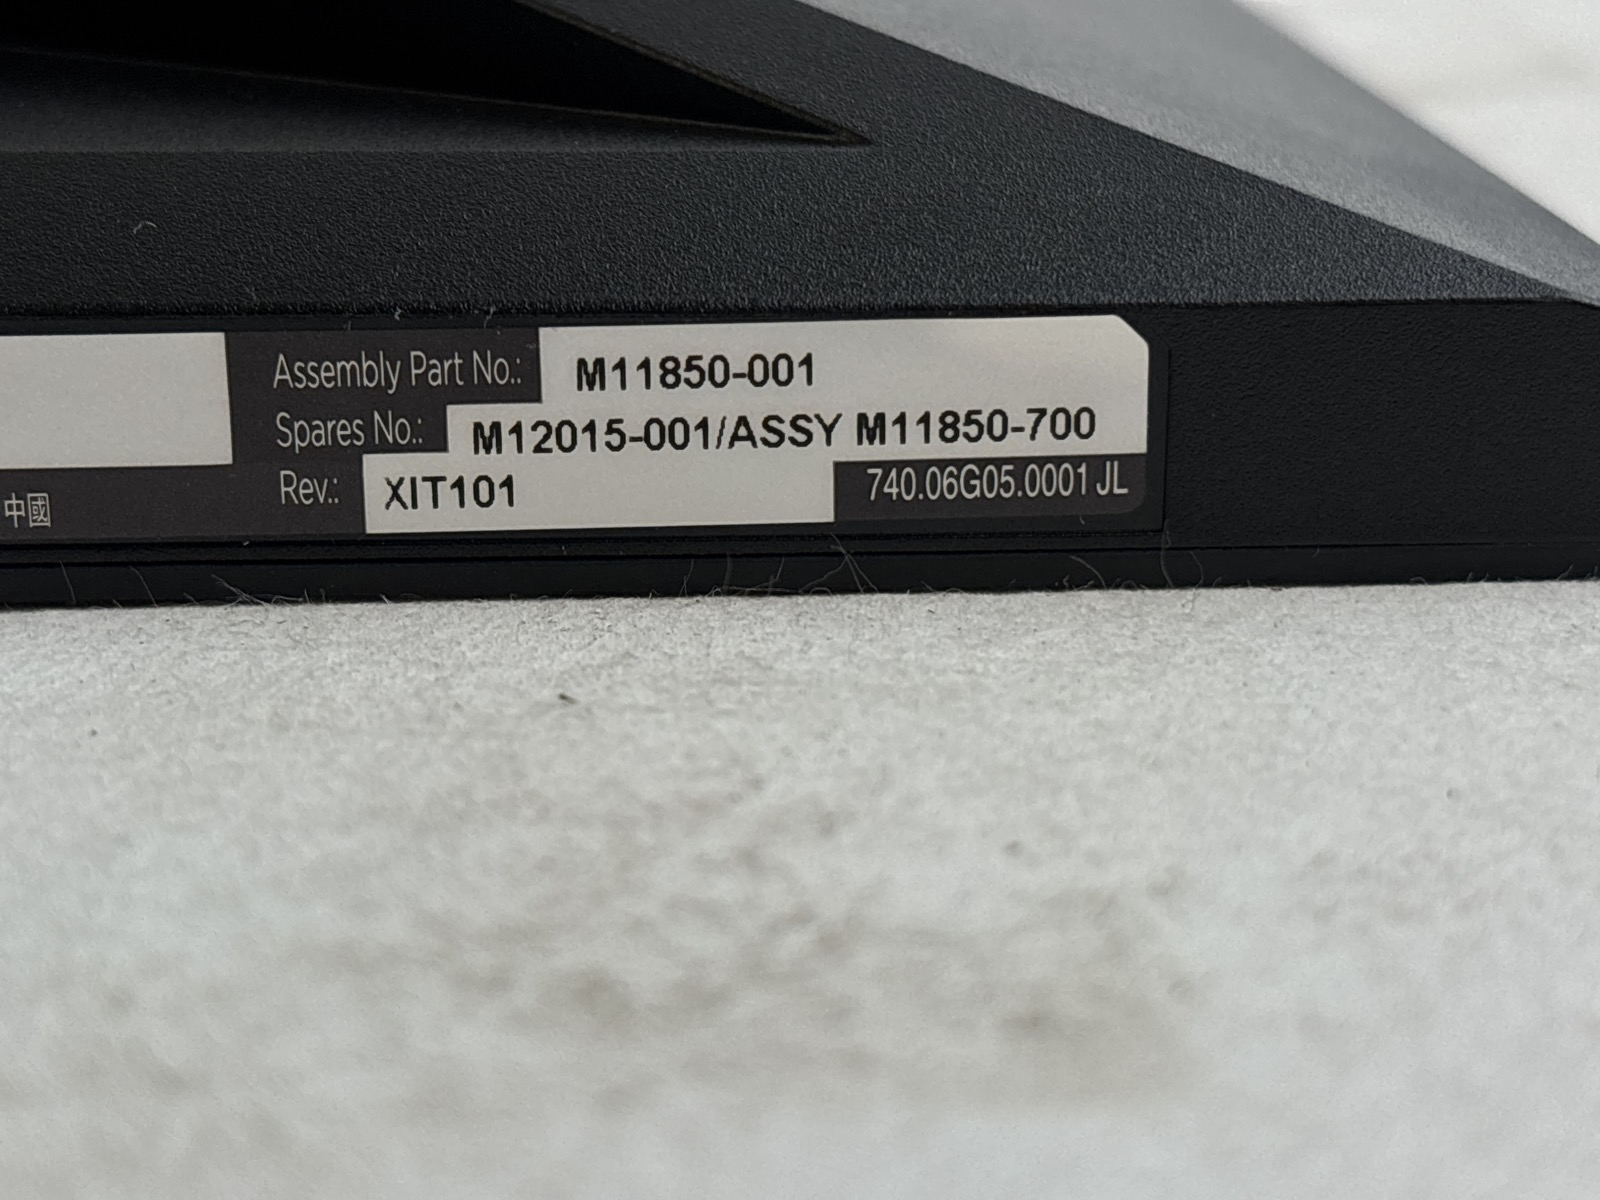 Assembly Part No.: M11850-001
Spares No.: M12015-001/ASSY M11850-700
Rev.: XIT101
740.06G05.0001 JL
中國